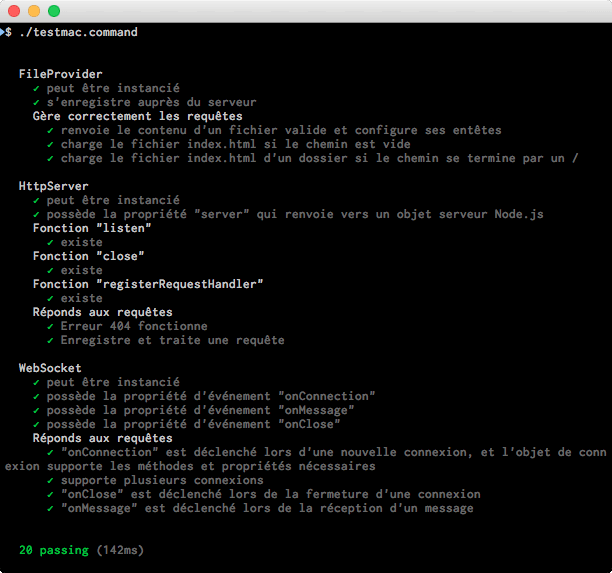 $ ./testmac.command
FileProvider
✓ peut être instancié
✓ s'enregistre auprès du serveur
Gère correctement les requêtes
✓ renvoie le contenu d'un fichier valide et configure ses entêtes
✓ charge le fichier index.html si le chemin est vide
✓ charge le fichier index.html d'un dossier si le chemin se termine par un /
HttpServer
✓ peut être instancié
✓ possède la propriété "server" qui renvoie vers un objet serveur Node.js
Fonction "listen"
✓ existe
Fonction "close"
✓ existe
Fonction "registerRequestHandler"
✓ existe
Réponds aux requêtes
✓ Erreur 404 fonctionne
✓ Enregistre et traite une requête
WebSocket
✓ peut être instancié
✓ possède la propriété d'événement "onConnection"
✓ possède la propriété d'événement "onMessage"
✓ possède la propriété d'événement "onClose"
Réponds aux requêtes
✓ "onConnection" est déclenché lors d'une nouvelle connexion, et l'objet de conn
exion supporte les méthodes et propriétés nécessaires
✓ supporte plusieurs connexions
✓ "onClose" est déclenché lors de la fermeture d'une connexion
✓ "onMessage" est déclenché lors de la réception d'un message
20 passing (142ms)